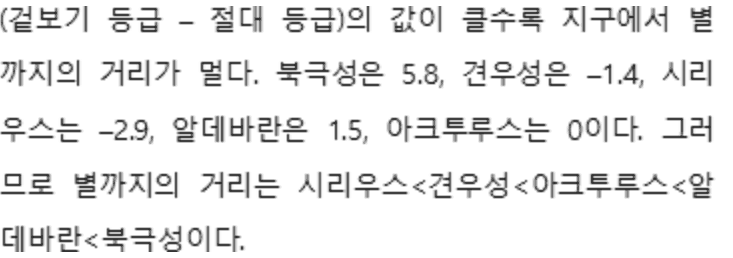 (겉보기 등급 – 절대 등급)의 값이 클수록 지구에서 별
까지의 거리가 멀다. 북극성은 5.8, 견우성은 –1.4, 시리
우스는 –2.9, 알데바란은 1.5, 아크투루스는 0이다. 그러
므로 별까지의 거리는 시리우스<견우성<아크투루스<알
데바란<북극성이다.